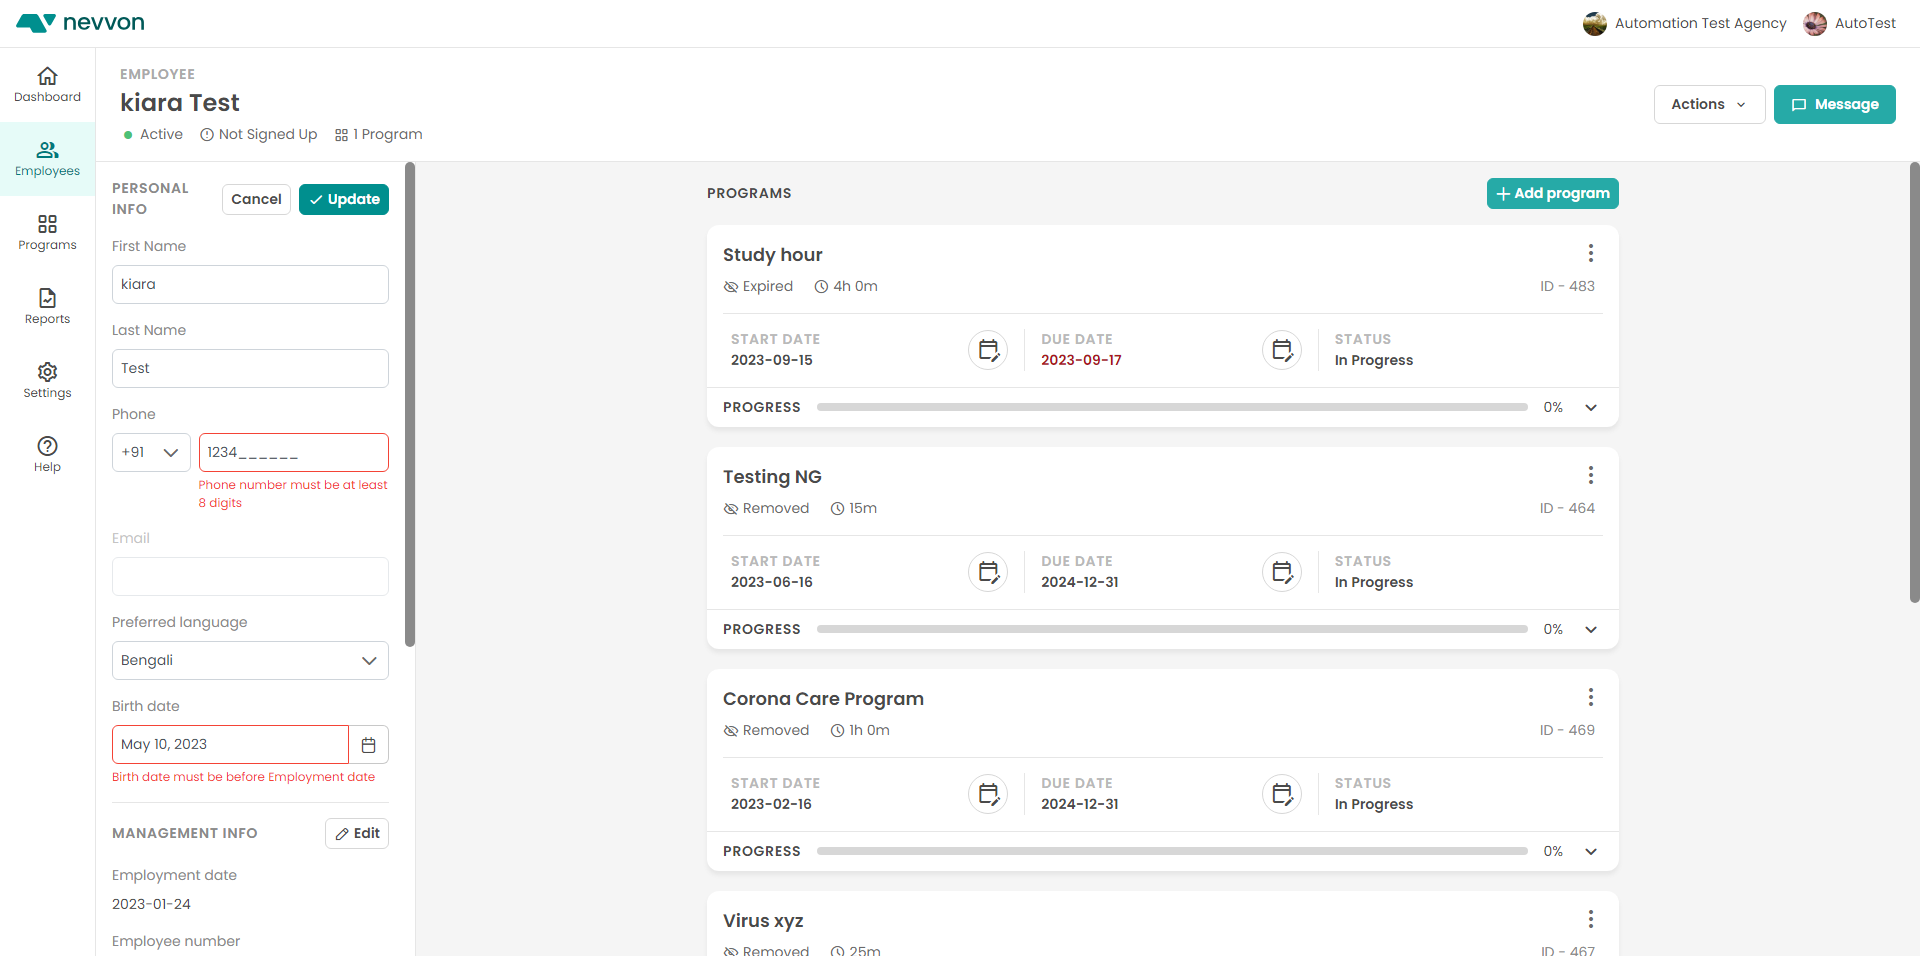 nevvon
Automation Test Agency
AutoTest
Dashboard
Employees
Programs
Reports
Settings
Help
EMPLOYEE
kiara Test
Active
Not Signed Up
1 Program
Actions
Message
PERSONAL
INFO
Cancel
Update
First Name
kiara
Last Name
Test
Phone
+91
1234______
Phone number must be at least
8 digits
Email
Preferred language
Bengali
Birth date
May 10, 2023
Birth date must be before Employment date
MANAGEMENT INFO
Edit
Employment date
2023-01-24
Employee number
PROGRAMS
Add program
Study hour
Expired
4h 0m
ID - 483
START DATE
2023-09-15
DUE DATE
2023-09-17
STATUS
In Progress
PROGRESS
0%
Testing NG
Removed
15m
ID - 464
START DATE
2023-06-16
DUE DATE
2024-12-31
STATUS
In Progress
PROGRESS
0%
Corona Care Program
Removed
1h 0m
ID - 469
START DATE
2023-02-16
DUE DATE
2024-12-31
STATUS
In Progress
PROGRESS
0%
Virus xyz
Removed
25m
ID - 467